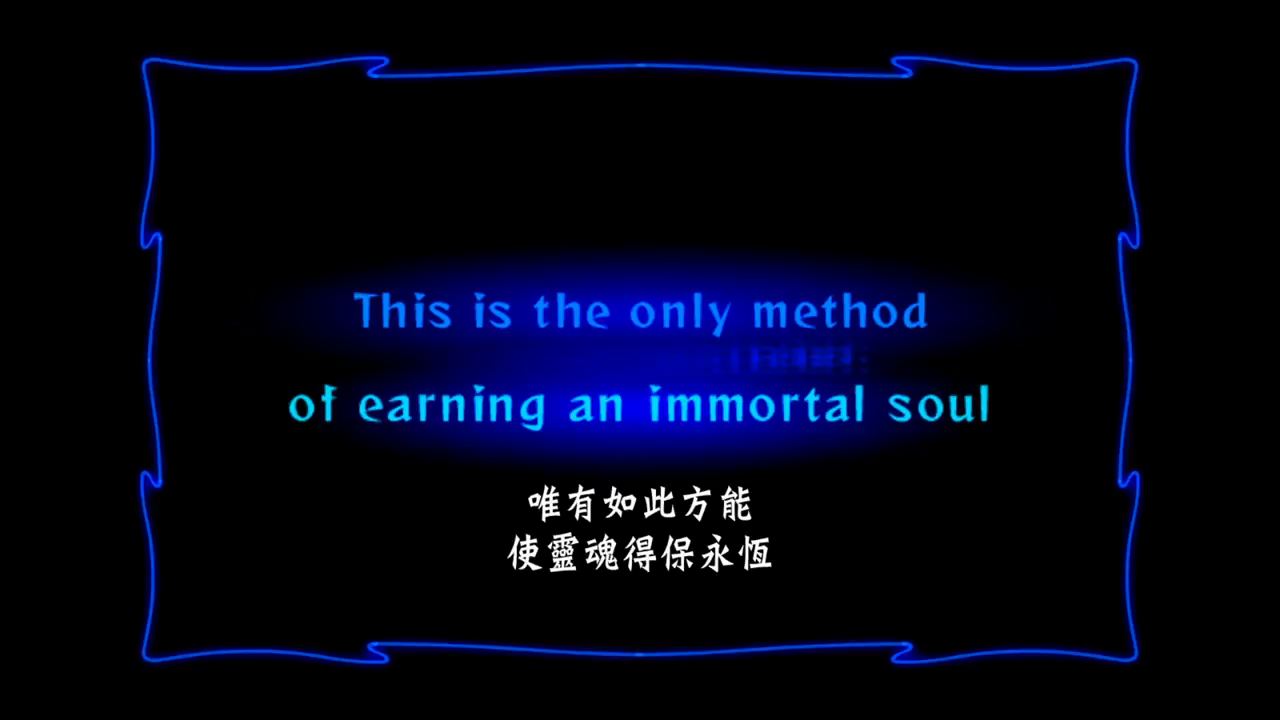 This is the only method
of earning an immortal soul
唯有如此方能
使靈魂得保永恆